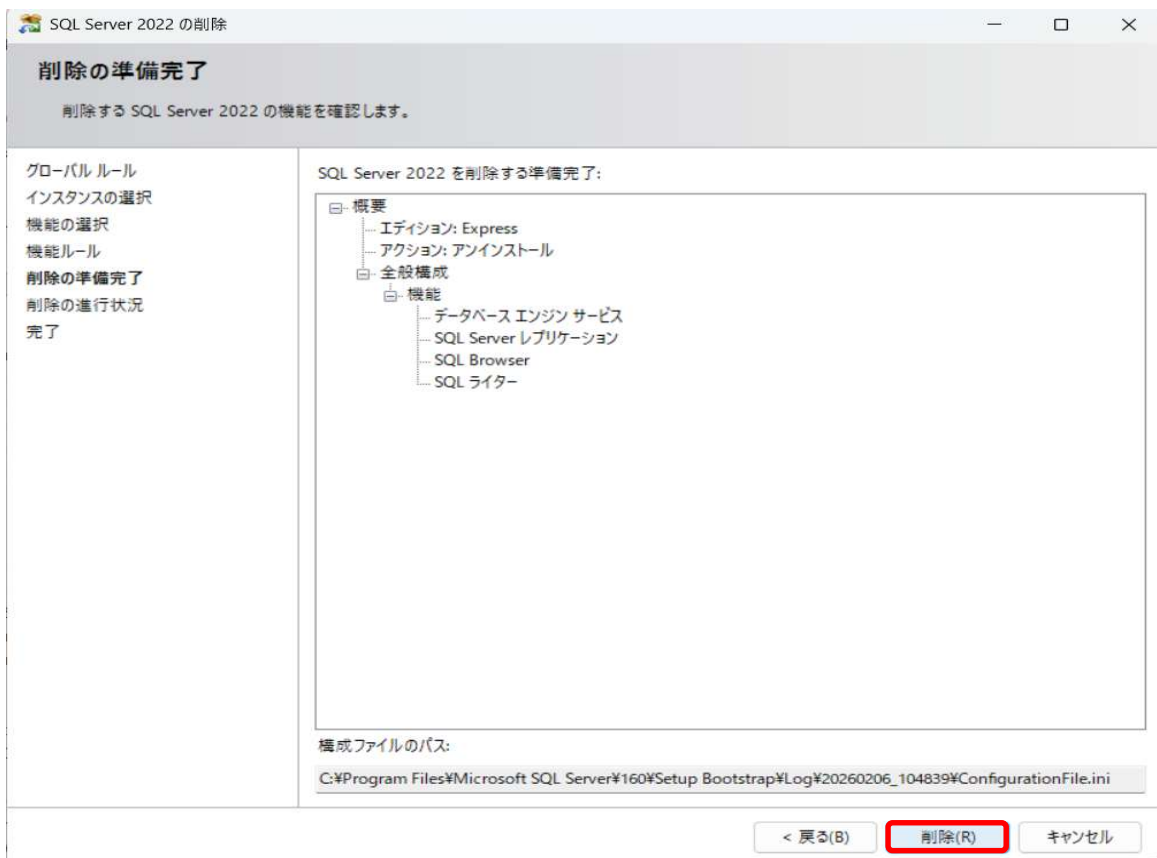 SQL Server 2022 の削除
削除の準備完了
削除する SQL Server 2022 の機能を確認します。
グローバル ルール
インスタンスの選択
機能の選択
機能ルール
削除の準備完了
削除の進行状況
完了
SQL Server 2022 を削除する準備完了:
概要
エディション: Express
アクション: アンインストール
全般構成
機能
データベース エンジン サービス
SQL Server レプリケーション
SQL Browser
SQL ライター
構成ファイルのパス:
C:¥Program Files¥Microsoft SQL Server¥160¥Setup Bootstrap¥Log¥20260206_104839¥ConfigurationFile.ini
< 戻る(B)
削除(R)
キャンセル